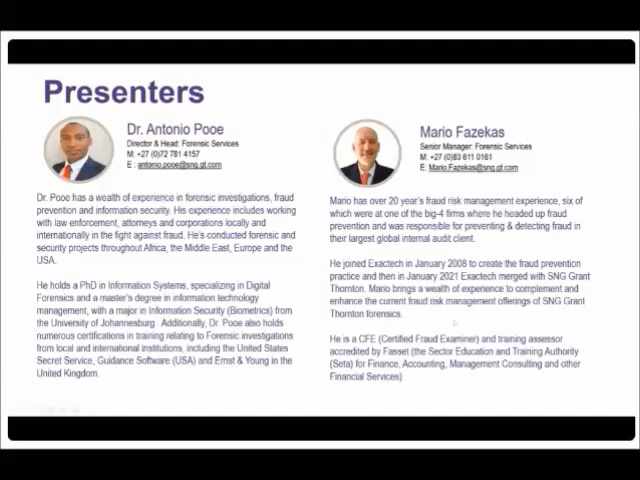 Presenters
Dr. Antonio Pooe
Director & Head: Forensic Services
M: +27 (0)72 781 4157
E : antonio.pooe@sng.gt.com
Dr. Pooe has a wealth of experience in forensic investigations, fraud
prevention and information security. His experience includes working
with law enforcement, attorneys and corporations locally and
internationally in the fight against fraud. He's conducted forensic and
security projects throughout Africa, the Middle East, Europe and the
USA.
He holds a PhD in Information Systems, specializing in Digital
Forensics and a master's degree in information technology
management, with a major in Information Security (Biometrics) from
the University of Johannesburg. Additionally, Dr. Pooe also holds
numerous certifications in training relating to Forensic investigations
from local and international institutions, including the United States
Secret Service, Guidance Software (USA) and Ernst & Young in the
United Kingdom.
Mario Fazekas
Senior Manager: Forensic Services
M: +27 (0)83 611 0161
E: Mario.Fazekas@sng.gt.com
Mario has over 20 year's fraud risk management experience, six of
which were at one of the big-4 firms where he headed up fraud
prevention and was responsible for preventing & detecting fraud in
their largest global internal audit client.
He joined Exactech in January 2008 to create the fraud prevention
practice and then in January 2021 Exactech merged with SNG Grant
Thornton. Mario brings a wealth of experience to complement and
enhance the current fraud risk management offerings of SNG Grant
Thornton forensics.
He is a CFE (Certified Fraud Examiner) and training assessor
accredited by Fasset (the Sector Education and Training Authority
(Seta) for Finance, Accounting, Management Consulting and other
Financial Services)